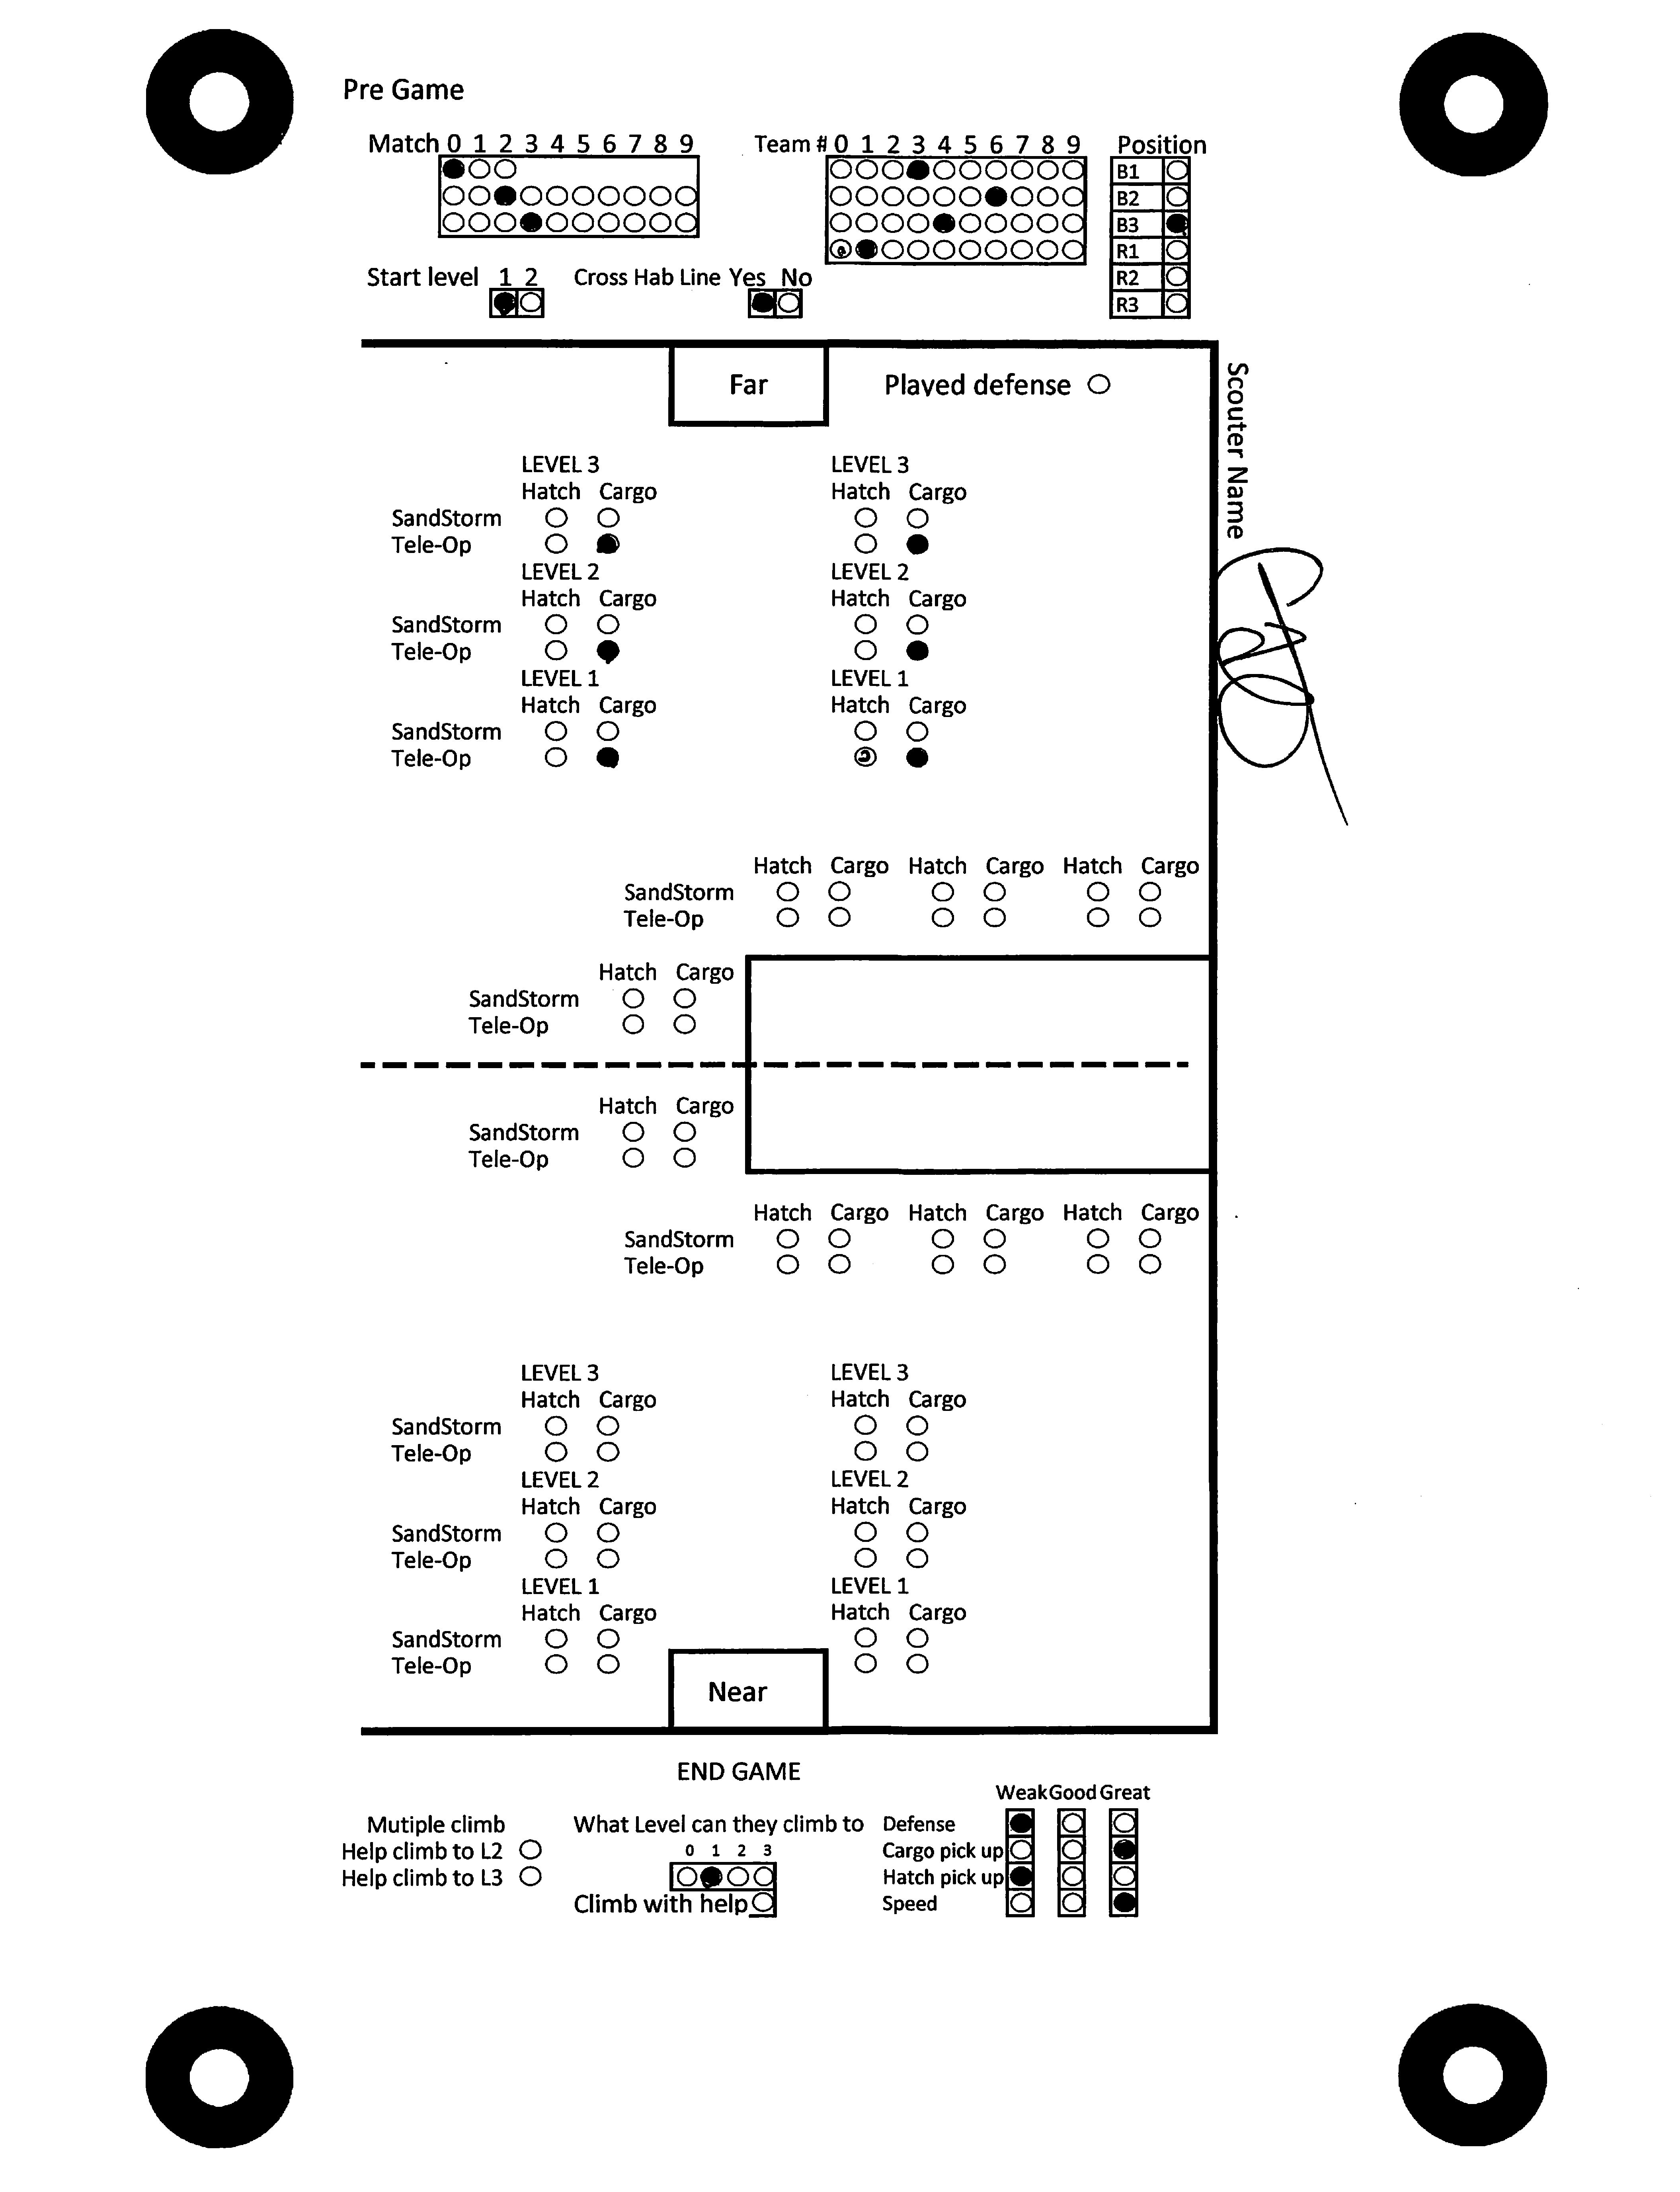 Pre Game
Match 0 1 2 3 4 5 6 7 8 9
Team # 0 1 2 3 4 5 6 7 8 9
Position
B1
B2
B3
R1
R2
R3
Start level 1 2
Cross Hab Line Yes No
Far
Played defense
Scouter Name
LEVEL 3 LEVEL 3
Hatch Cargo Hatch Cargo
SandStorm
Tele-Op
LEVEL 2 LEVEL 2
Hatch Cargo Hatch Cargo
SandStorm
Tele-Op
LEVEL 1 LEVEL 1
Hatch Cargo Hatch Cargo
SandStorm
Tele-Op
Hatch Cargo Hatch Cargo Hatch Cargo
SandStorm
Tele-Op
Hatch Cargo
SandStorm
Tele-Op
Hatch Cargo
SandStorm
Tele-Op
Hatch Cargo Hatch Cargo Hatch Cargo
SandStorm
Tele-Op
LEVEL 3 LEVEL 3
Hatch Cargo Hatch Cargo
SandStorm
Tele-Op
LEVEL 2 LEVEL 2
Hatch Cargo Hatch Cargo
SandStorm
Tele-Op
LEVEL 1 LEVEL 1
Hatch Cargo Hatch Cargo
SandStorm
Tele-Op
Near
END GAME
Mutiple climb
Help climb to L2
Help climb to L3
What Level can they climb to
0 1 2 3
Climb with help
Weak Good Great
Defense
Cargo pick up
Hatch pick up
Speed